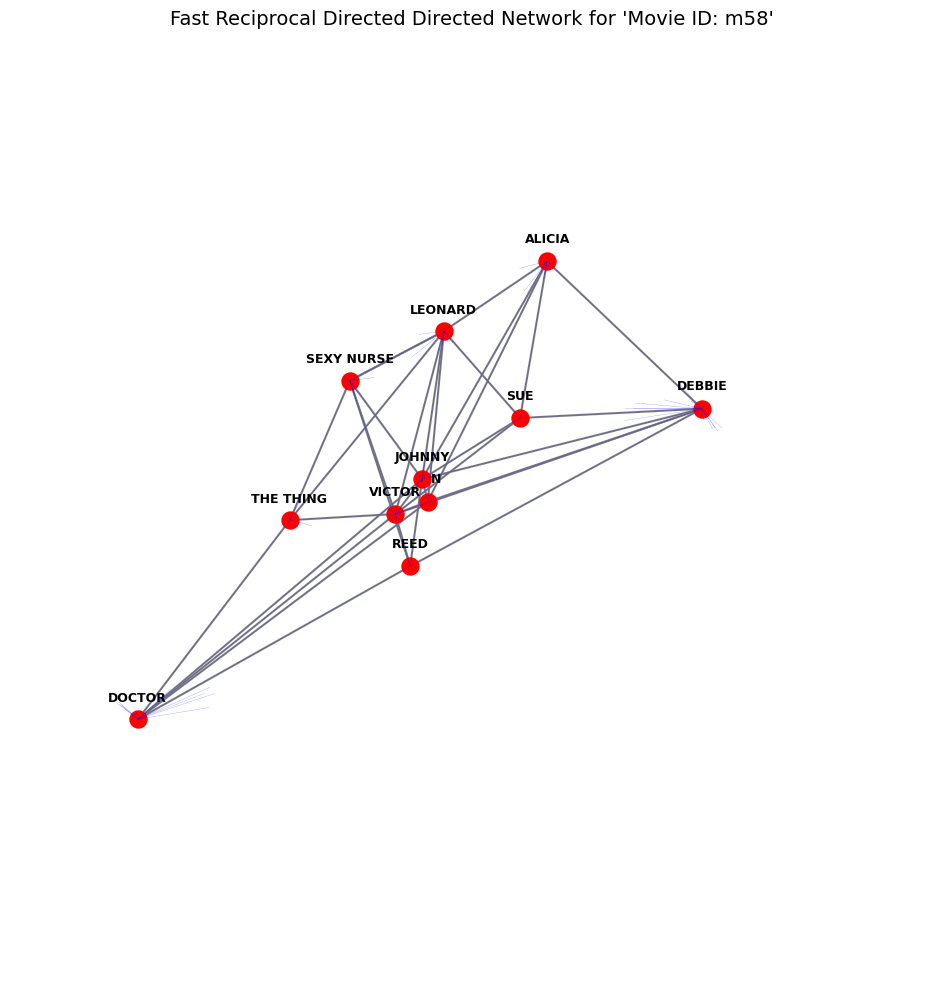 Fast Reciprocal Directed Directed Network for 'Movie ID: m58'
ALICIA
LEONARD
SEXY NURSE
DEBBIE
SUE
JOHNNY
VICTOR
THE THING
REED
DOCTOR